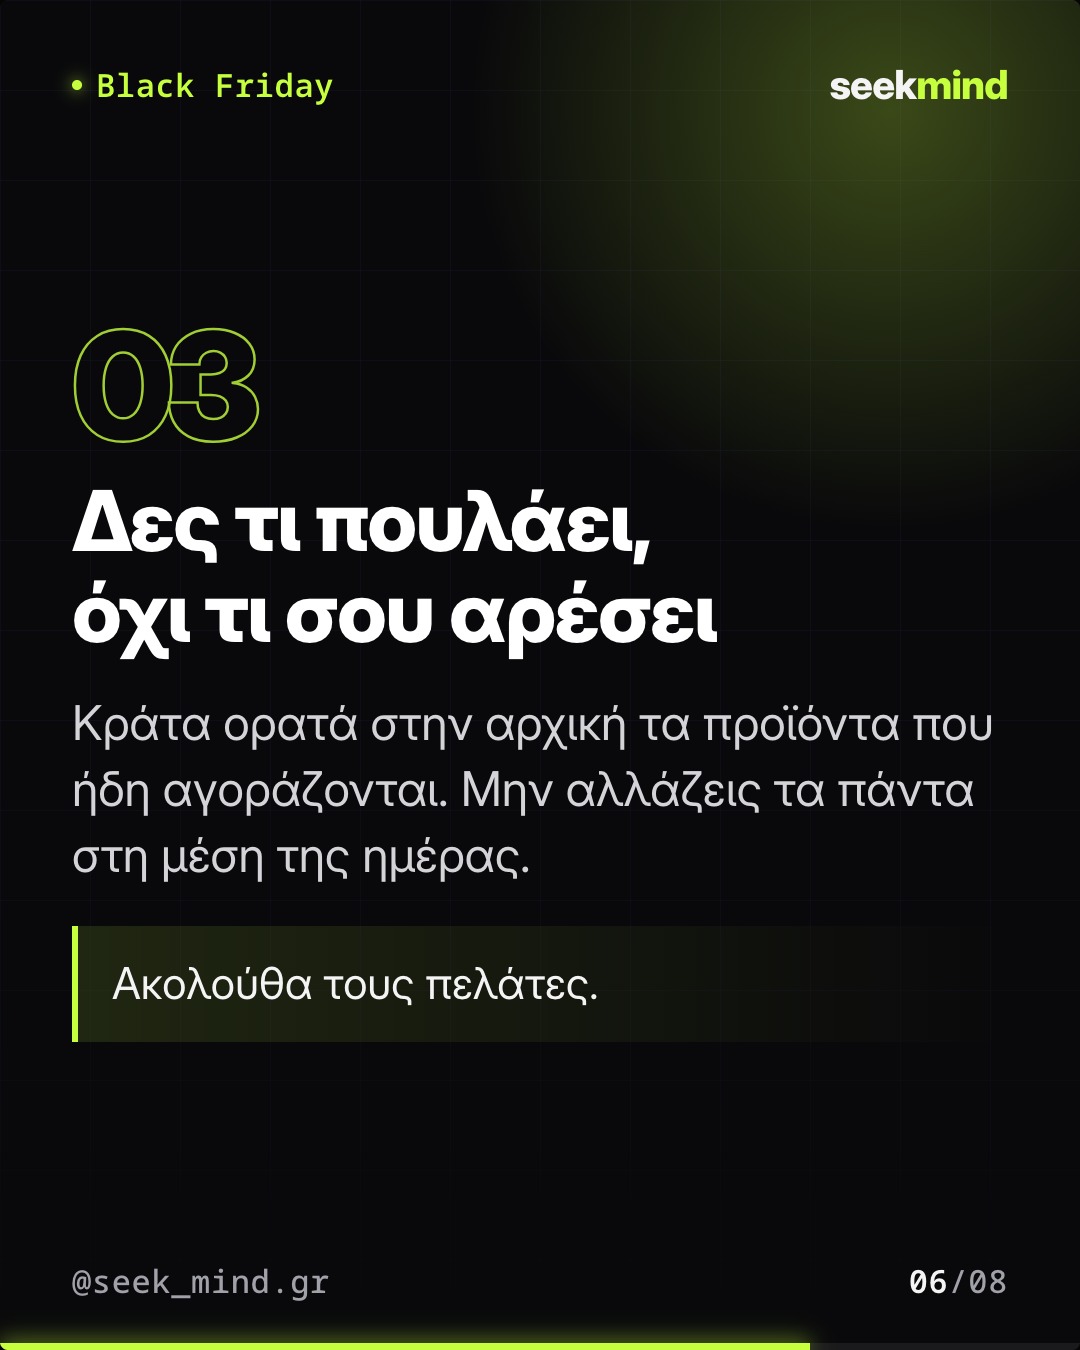 Black Friday
seekmind
03
Δες τι πουλάει,
όχι τι σου αρέσει
Κράτα ορατά στην αρχική τα προϊόντα που
ήδη αγοράζονται. Μην αλλάζεις τα πάντα
στη μέση της ημέρας.
Ακολούθα τους πελάτες.
@seek_mind.gr
06/08